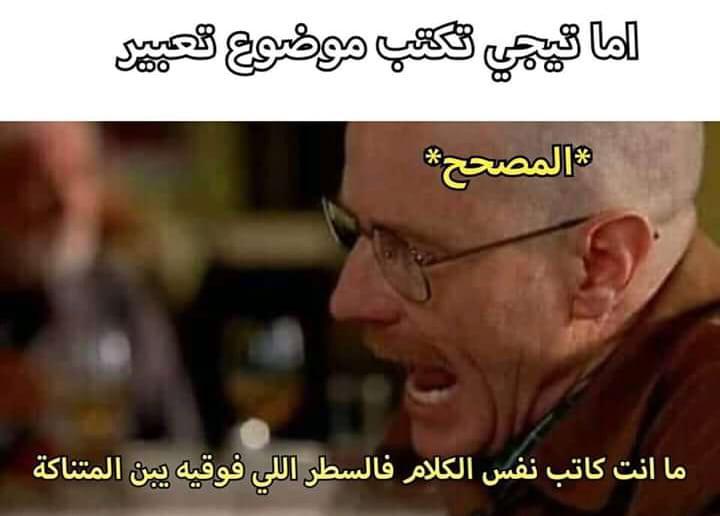 اما تيجي تكتب موضوع تعبير
*المصحح*
ما انت كاتب نفس الكلام فالسطر اللي فوقيه يبن المتناكة